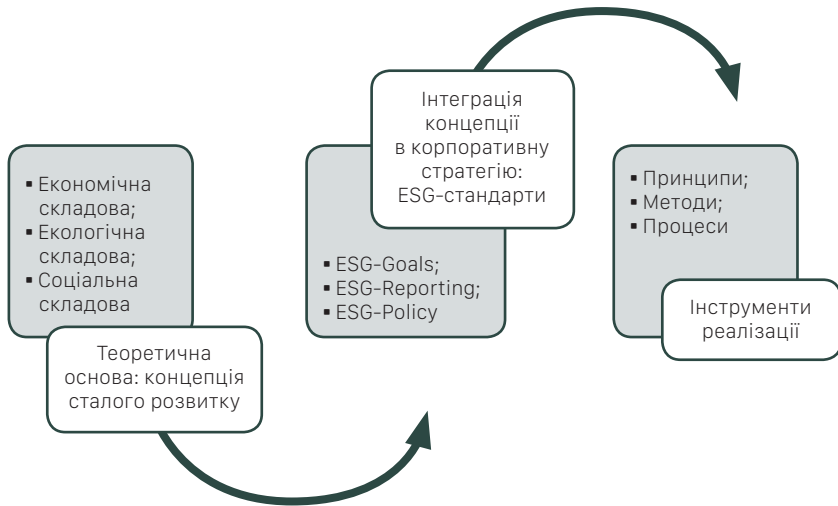 ▪ Економічна
складова;
▪ Екологічна
складова;
▪ Соціальна
складова
Теоретична
основа: концепція
сталого розвитку
Інтеграція
концепції
в корпоративну
стратегію:
ESG-стандарти
▪ ESG-Goals;
▪ ESG-Reporting;
▪ ESG-Policy
▪ Принципи;
▪ Методи;
▪ Процеси
Інструменти
реалізації